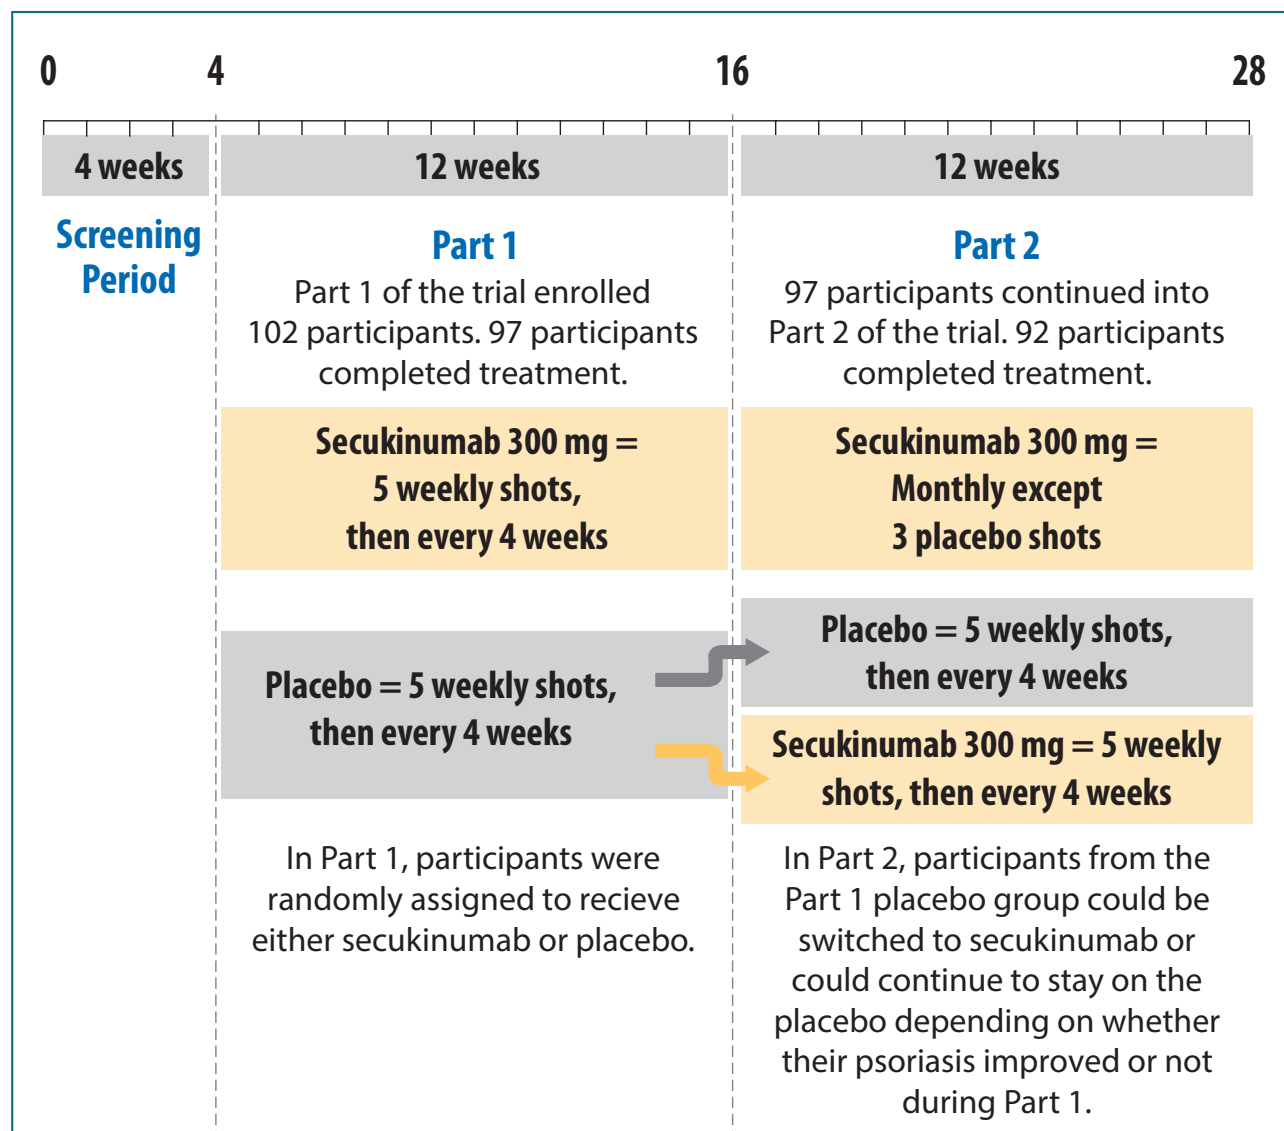 0 4 16 28
4 weeks 12 weeks 12 weeks
Screening
Period
Part 1
Part 1 of the trial enrolled
102 participants. 97 participants
completed treatment.
Secukinumab 300 mg =
5 weekly shots,
then every 4 weeks
Placebo = 5 weekly shots,
then every 4 weeks
In Part 1, participants were
randomly assigned to recieve
either secukinumab or placebo.
Part 2
97 participants continued into
Part 2 of the trial. 92 participants
completed treatment.
Secukinumab 300 mg =
Monthly except
3 placebo shots
Placebo = 5 weekly shots,
then every 4 weeks
Secukinumab 300 mg = 5 weekly
shots, then every 4 weeks
In Part 2, participants from the
Part 1 placebo group could be
switched to secukinumab or
could continue to stay on the
placebo depending on whether
their psoriasis improved or not
during Part 1.